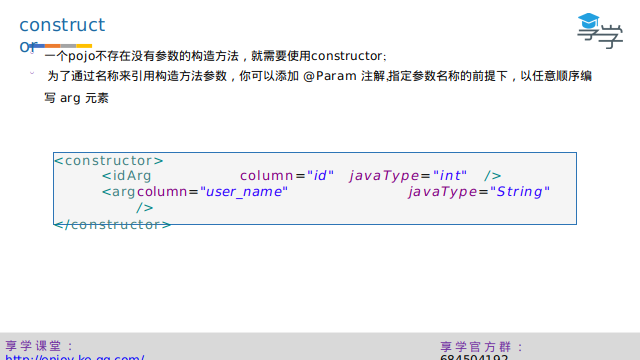 construct
or
一个pojo不存在没有参数的构造方法，就需要使用constructor;
为了通过名称来引用构造方法参数，你可以添加 @Param 注解,指定参数名称的前提下，以任意顺序编
写 arg 元素
<constructor>
<idArg column="id" javaType="int" />
<argcolumn="user_name" javaType="String"
/>
</constructor>
享学
享学课堂：
http://enjoy.ke.qq.com/
享学官方群：
684504192